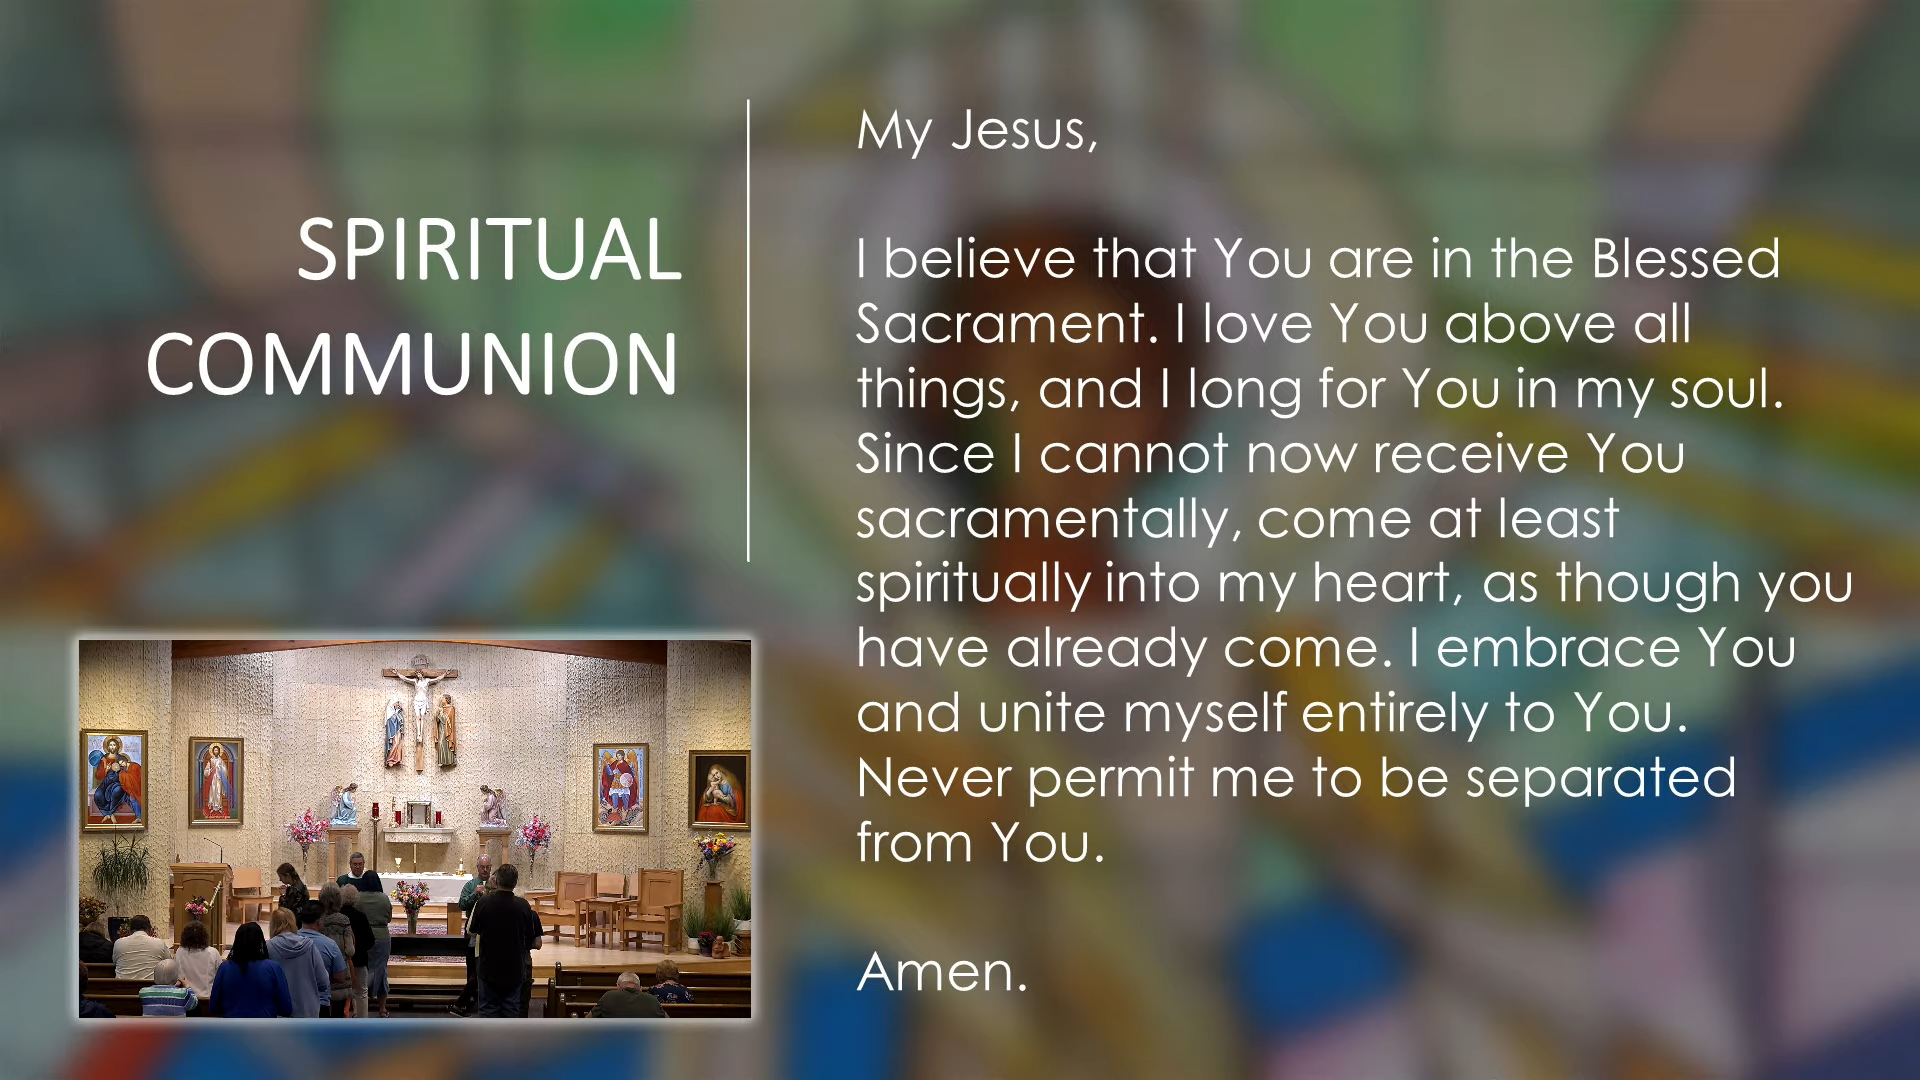 SPIRITUAL
COMMUNION
My Jesus,
I believe that You are in the Blessed
Sacrament. I love You above all
things, and I long for You in my soul.
Since I cannot now receive You
sacramentally, come at least
spiritually into my heart, as though you
have already come. I embrace You
and unite myself entirely to You.
Never permit me to be separated
from You.
Amen.